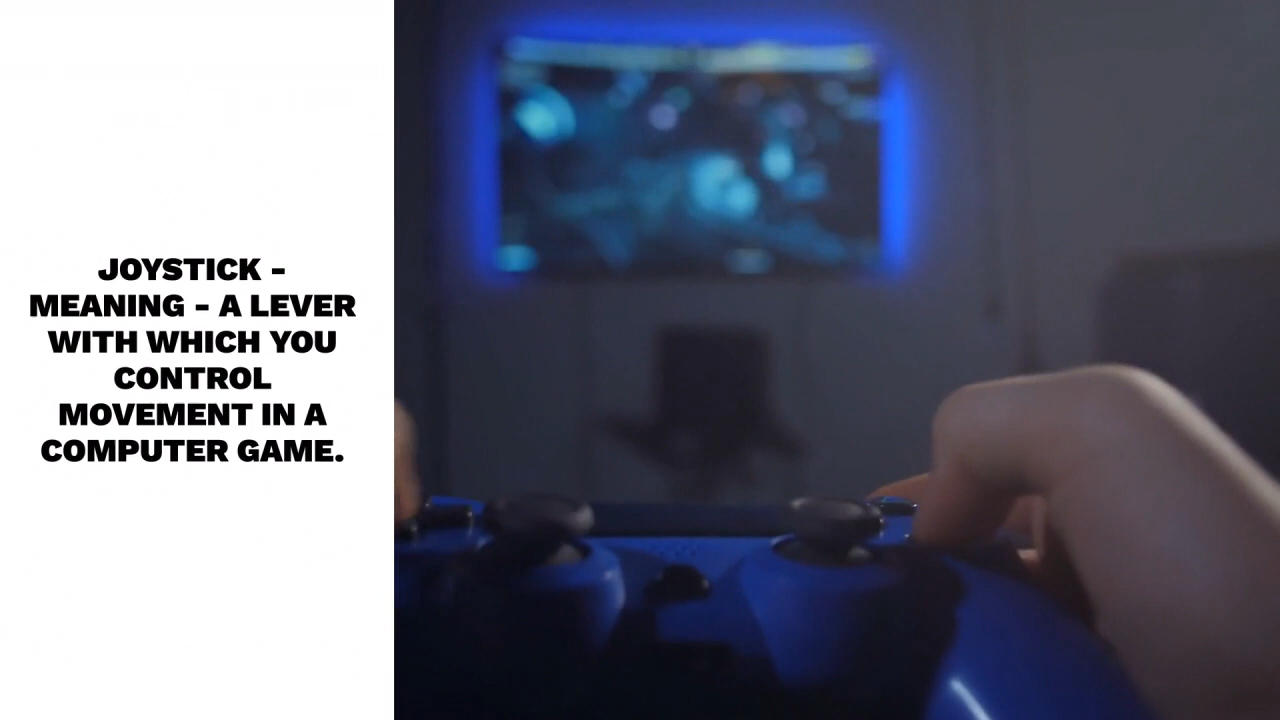 JOYSTICK -
MEANING - A LEVER
WITH WHICH YOU
CONTROL
MOVEMENT IN A
COMPUTER GAME.